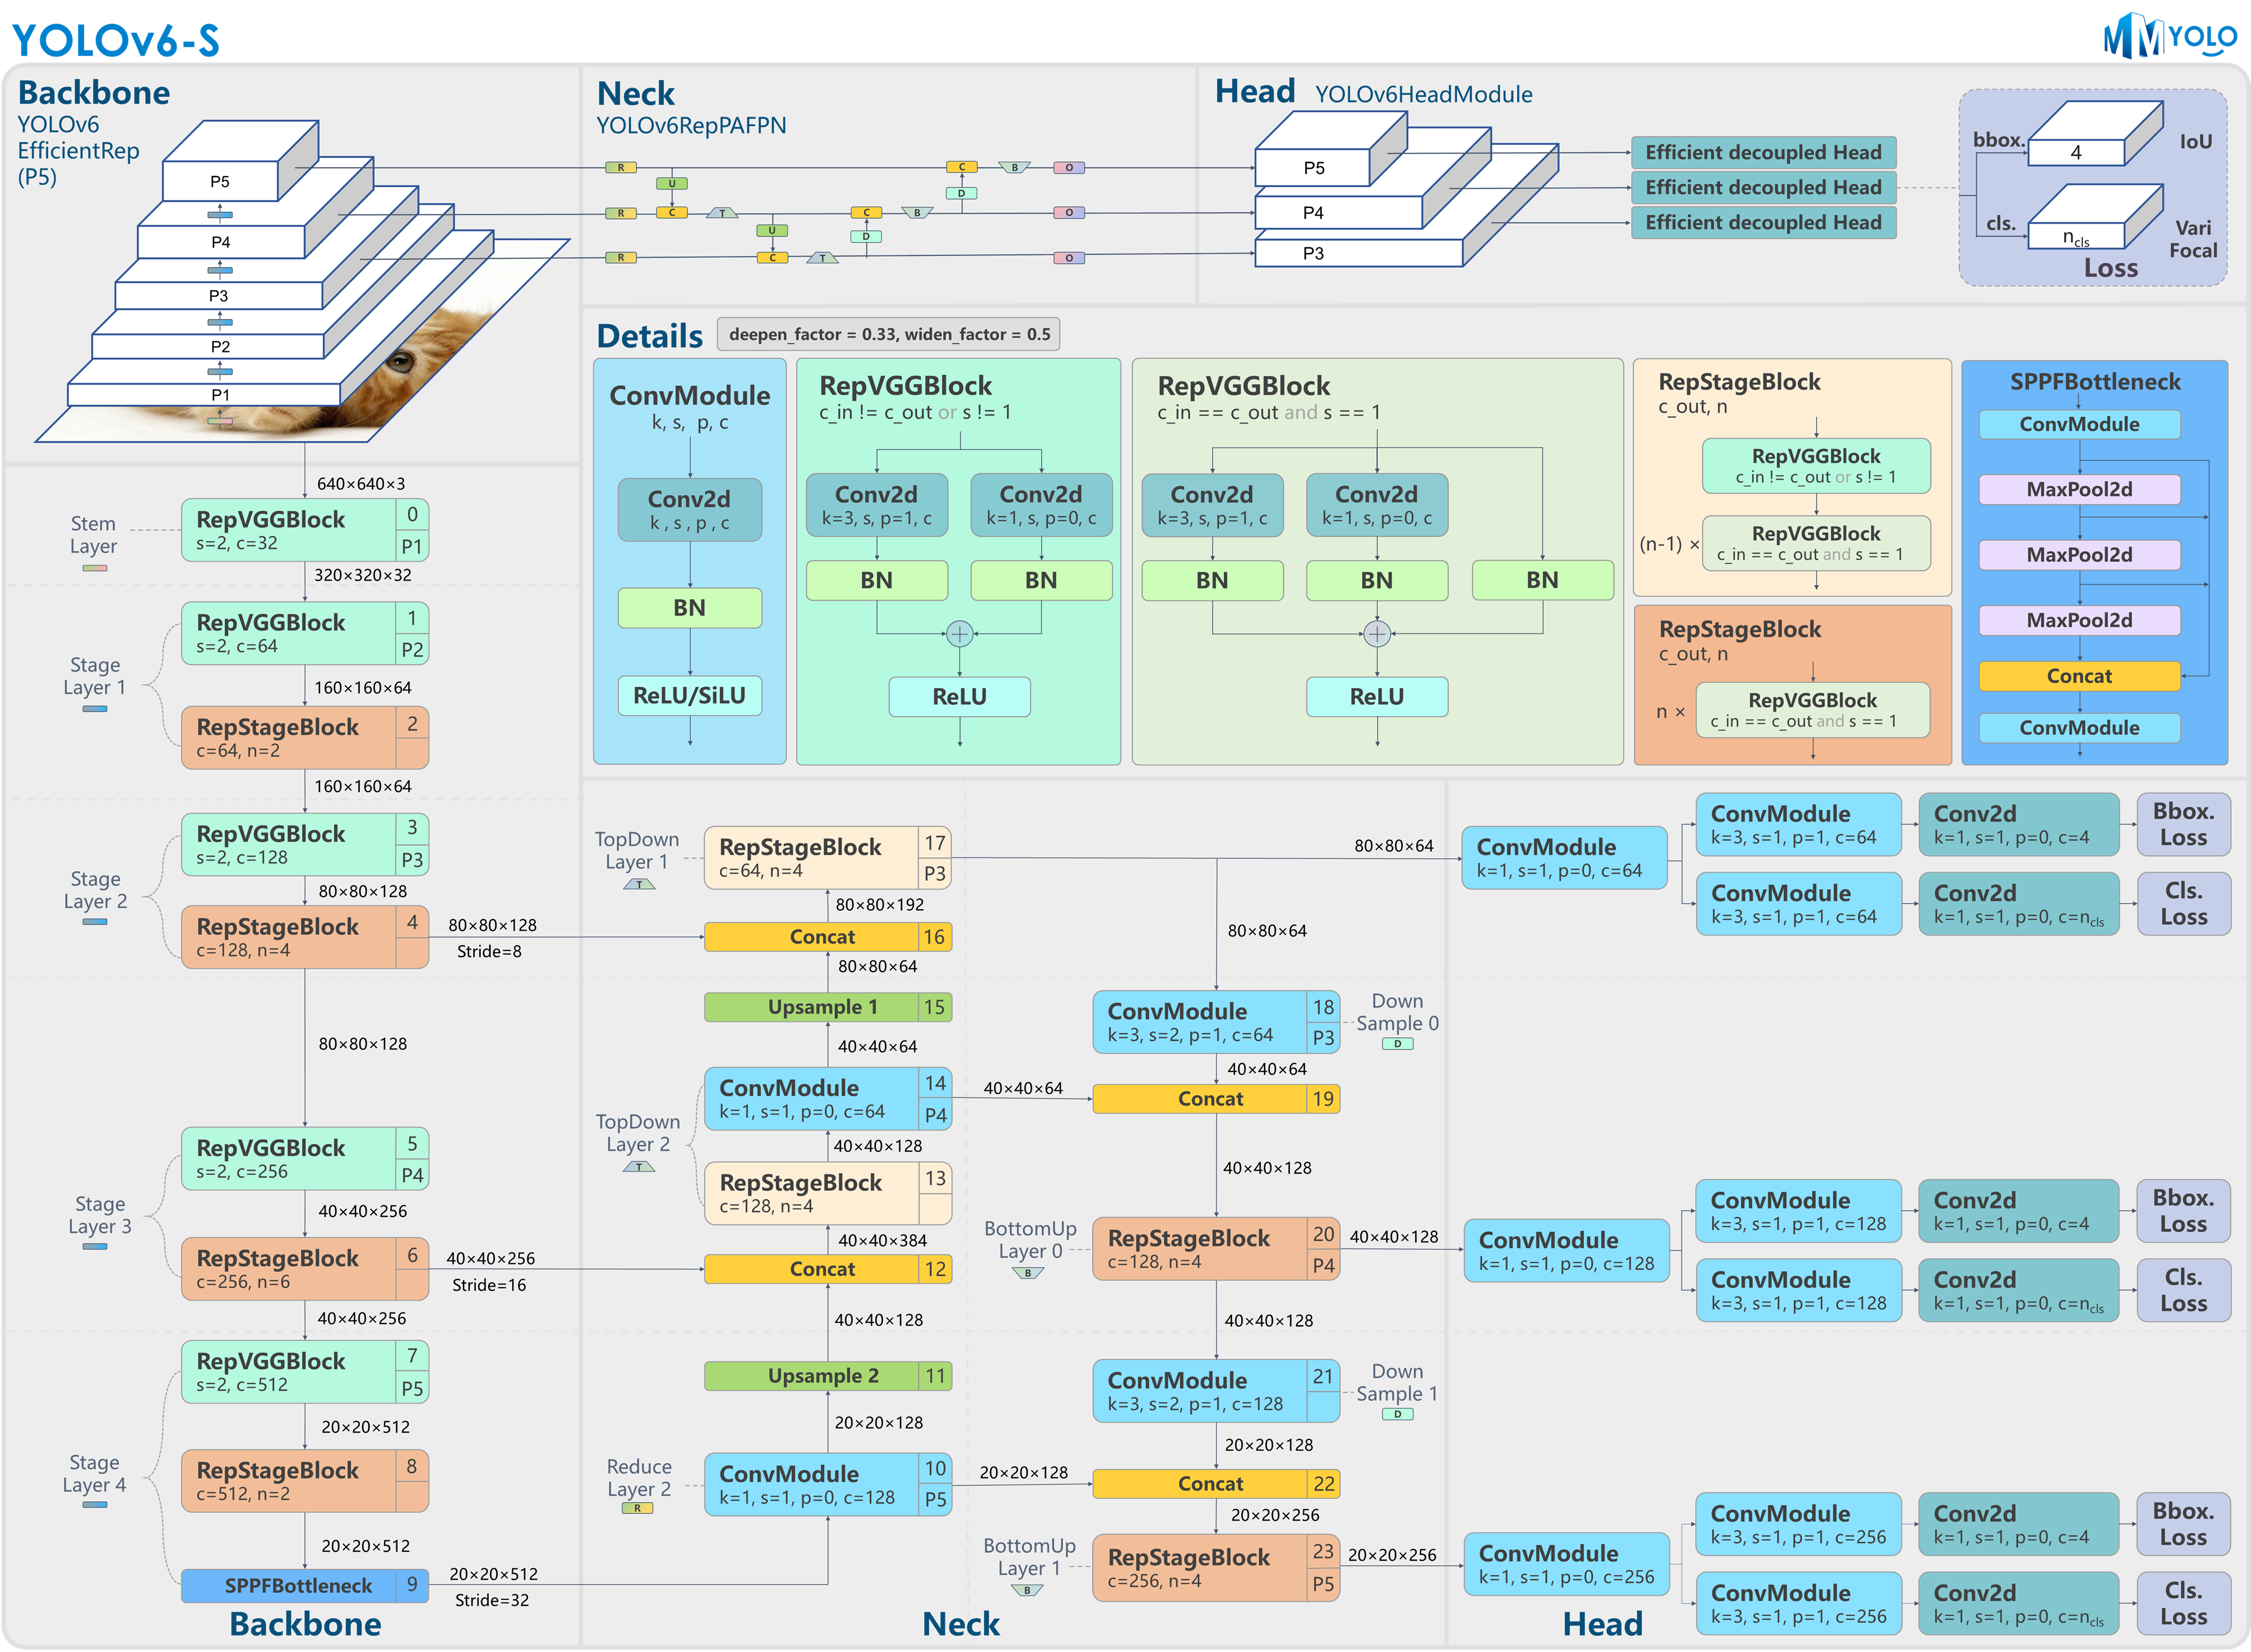 YOLOv6-S
MMYOLO
Backbone
YOLOv6
EfficientRep
(P5)
P5
P4
P3
P2
P1
Neck
YOLOv6RepPAFPN
R
U
R
C
T
U
R
C
T
C
D
B
C
D
B
O
O
O
Head YOLOv6HeadModule
P5
P4
P3
Efficient decoupled Head
Efficient decoupled Head
Efficient decoupled Head
bbox.
4
IoU
cls.
ncls
Vari
Focal
Loss
Details
deepen_factor = 0.33, widen_factor = 0.5
ConvModule
k, s, p, c
Conv2d
k , s , p , c
BN
ReLU/SiLU
RepVGGBlock
c_in != c_out or s != 1
Conv2d
k=3, s, p=1, c
Conv2d
k=1, s, p=0, c
BN
BN
ReLU
RepVGGBlock
c_in == c_out and s == 1
Conv2d
k=3, s, p=1, c
Conv2d
k=1, s, p=0, c
BN
BN
BN
ReLU
RepStageBlock
c_out, n
RepVGGBlock
c_in != c_out or s != 1
(n-1) ×
RepVGGBlock
c_in == c_out and s == 1
RepStageBlock
c_out, n
n ×
RepVGGBlock
c_in == c_out and s == 1
SPPFBottleneck
ConvModule
MaxPool2d
MaxPool2d
MaxPool2d
Concat
ConvModule
640×640×3
Stem
Layer
RepVGGBlock
s=2, c=32
0
P1
320×320×32
Stage
Layer 1
RepVGGBlock
s=2, c=64
1
P2
160×160×64
RepStageBlock
c=64, n=2
2
160×160×64
Stage
Layer 2
RepVGGBlock
s=2, c=128
3
P3
80×80×128
RepStageBlock
c=128, n=4
4
80×80×128
Stride=8
80×80×128
Stage
Layer 3
RepVGGBlock
s=2, c=256
5
P4
40×40×256
RepStageBlock
c=256, n=6
6
40×40×256
Stride=16
40×40×256
Stage
Layer 4
RepVGGBlock
s=2, c=512
7
P5
20×20×512
RepStageBlock
c=512, n=2
8
20×20×512
SPPFBottleneck
9
20×20×512
Stride=32
Backbone
TopDown
Layer 1
T
RepStageBlock
c=64, n=4
17
P3
80×80×192
Concat
16
80×80×64
Upsample 1
15
40×40×64
TopDown
Layer 2
T
ConvModule
k=1, s=1, p=0, c=64
14
P4
40×40×128
RepStageBlock
c=128, n=4
13
40×40×384
Concat
12
40×40×128
Upsample 2
11
20×20×128
Reduce
Layer 2
R
ConvModule
k=1, s=1, p=0, c=128
10
P5
80×80×64
80×80×64
ConvModule
k=3, s=2, p=1, c=64
18
P3
Down
Sample 0
D
40×40×64
40×40×64
Concat
19
40×40×128
BottomUp
Layer 0
B
RepStageBlock
c=128, n=4
20
P4
40×40×128
40×40×128
ConvModule
k=3, s=2, p=1, c=128
21
Down
Sample 1
D
20×20×128
20×20×128
Concat
22
20×20×256
BottomUp
Layer 1
B
RepStageBlock
c=256, n=4
23
P5
20×20×256
Neck
ConvModule
k=1, s=1, p=0, c=64
ConvModule
k=3, s=1, p=1, c=64
Conv2d
k=1, s=1, p=0, c=4
Bbox.
Loss
ConvModule
k=3, s=1, p=1, c=64
Conv2d
k=1, s=1, p=0, c=ncls
Cls.
Loss
ConvModule
k=1, s=1, p=0, c=128
ConvModule
k=3, s=1, p=1, c=128
Conv2d
k=1, s=1, p=0, c=4
Bbox.
Loss
ConvModule
k=3, s=1, p=1, c=128
Conv2d
k=1, s=1, p=0, c=ncls
Cls.
Loss
ConvModule
k=1, s=1, p=0, c=256
ConvModule
k=3, s=1, p=1, c=256
Conv2d
k=1, s=1, p=0, c=4
Bbox.
Loss
ConvModule
k=3, s=1, p=1, c=256
Conv2d
k=1, s=1, p=0, c=ncls
Cls.
Loss
Head